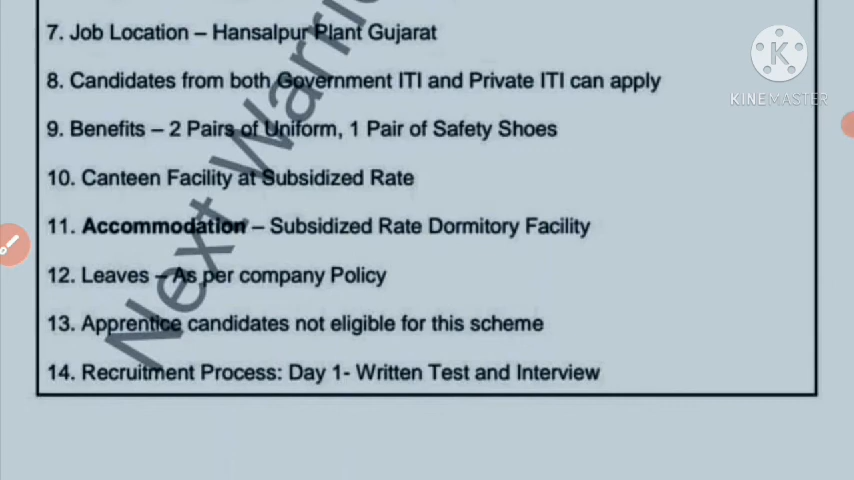 7. Job Location – Hansalpur Plant Gujarat
8. Candidates from both Government ITI and Private ITI can apply
9. Benefits – 2 Pairs of Uniform, 1 Pair of Safety Shoes
10. Canteen Facility at Subsidized Rate
11. Accommodation – Subsidized Rate Dormitory Facility
12. Leaves – As per company Policy
13. Apprentice candidates not eligible for this scheme
14. Recruitment Process: Day 1- Written Test and Interview
Next
K
KINEMASTER